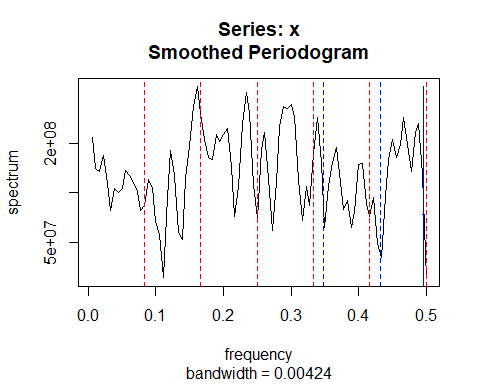 Series: x
Smoothed Periodogram
spectrum
2e+08
5e+07
0.0 0.1 0.2 0.3 0.4 0.5
frequency
bandwidth = 0.00424